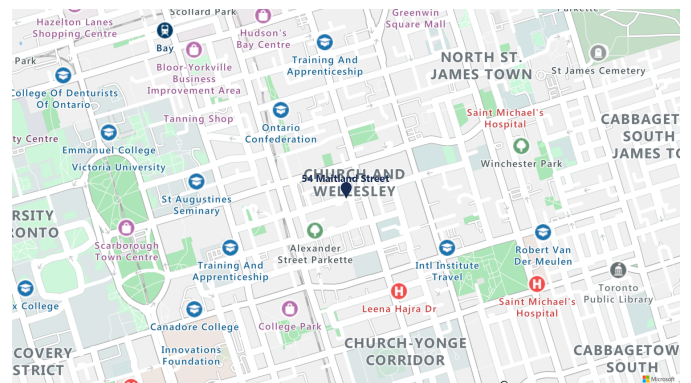 Scollard Park
Greenwin
Square Mall
Parkette
Hazelton Lanes
Shopping Centre
Hudson's
Bay Centre
Bay
Park
Training And
Apprenticeship
NORTH ST.
JAMES TOWN
St James Cemetery
Bloor-Yorkville
Business
Improvement Area
College Of Denturists
Of Ontario
Tanning Shop
Saint Michael's
Hospital
CABBAGET
SOUTH
JAMES TO
ty Centre
Ontario
Confederation
Emmanuel College
Victoria University
Winchester Park
CHURCH AND
WELLESLEY
54 Maitland Street
St Augustines
Seminary
RSITY
RONTO
Scarborough
Town Centre
Training And
Apprenticeship
Alexander
Street Parkette
Intl Institute
Travel
Robert Van
Der Meulen
Toronto
Public Library
x College
Leena Hajra Dr
Saint Michael's
Hospital
Canadore College
College Park
Innovations
Foundation
CHURCH-YONGE
CORRIDOR
COVERY
STRICT
CABBAGETOW
SOUTH
Microsoft